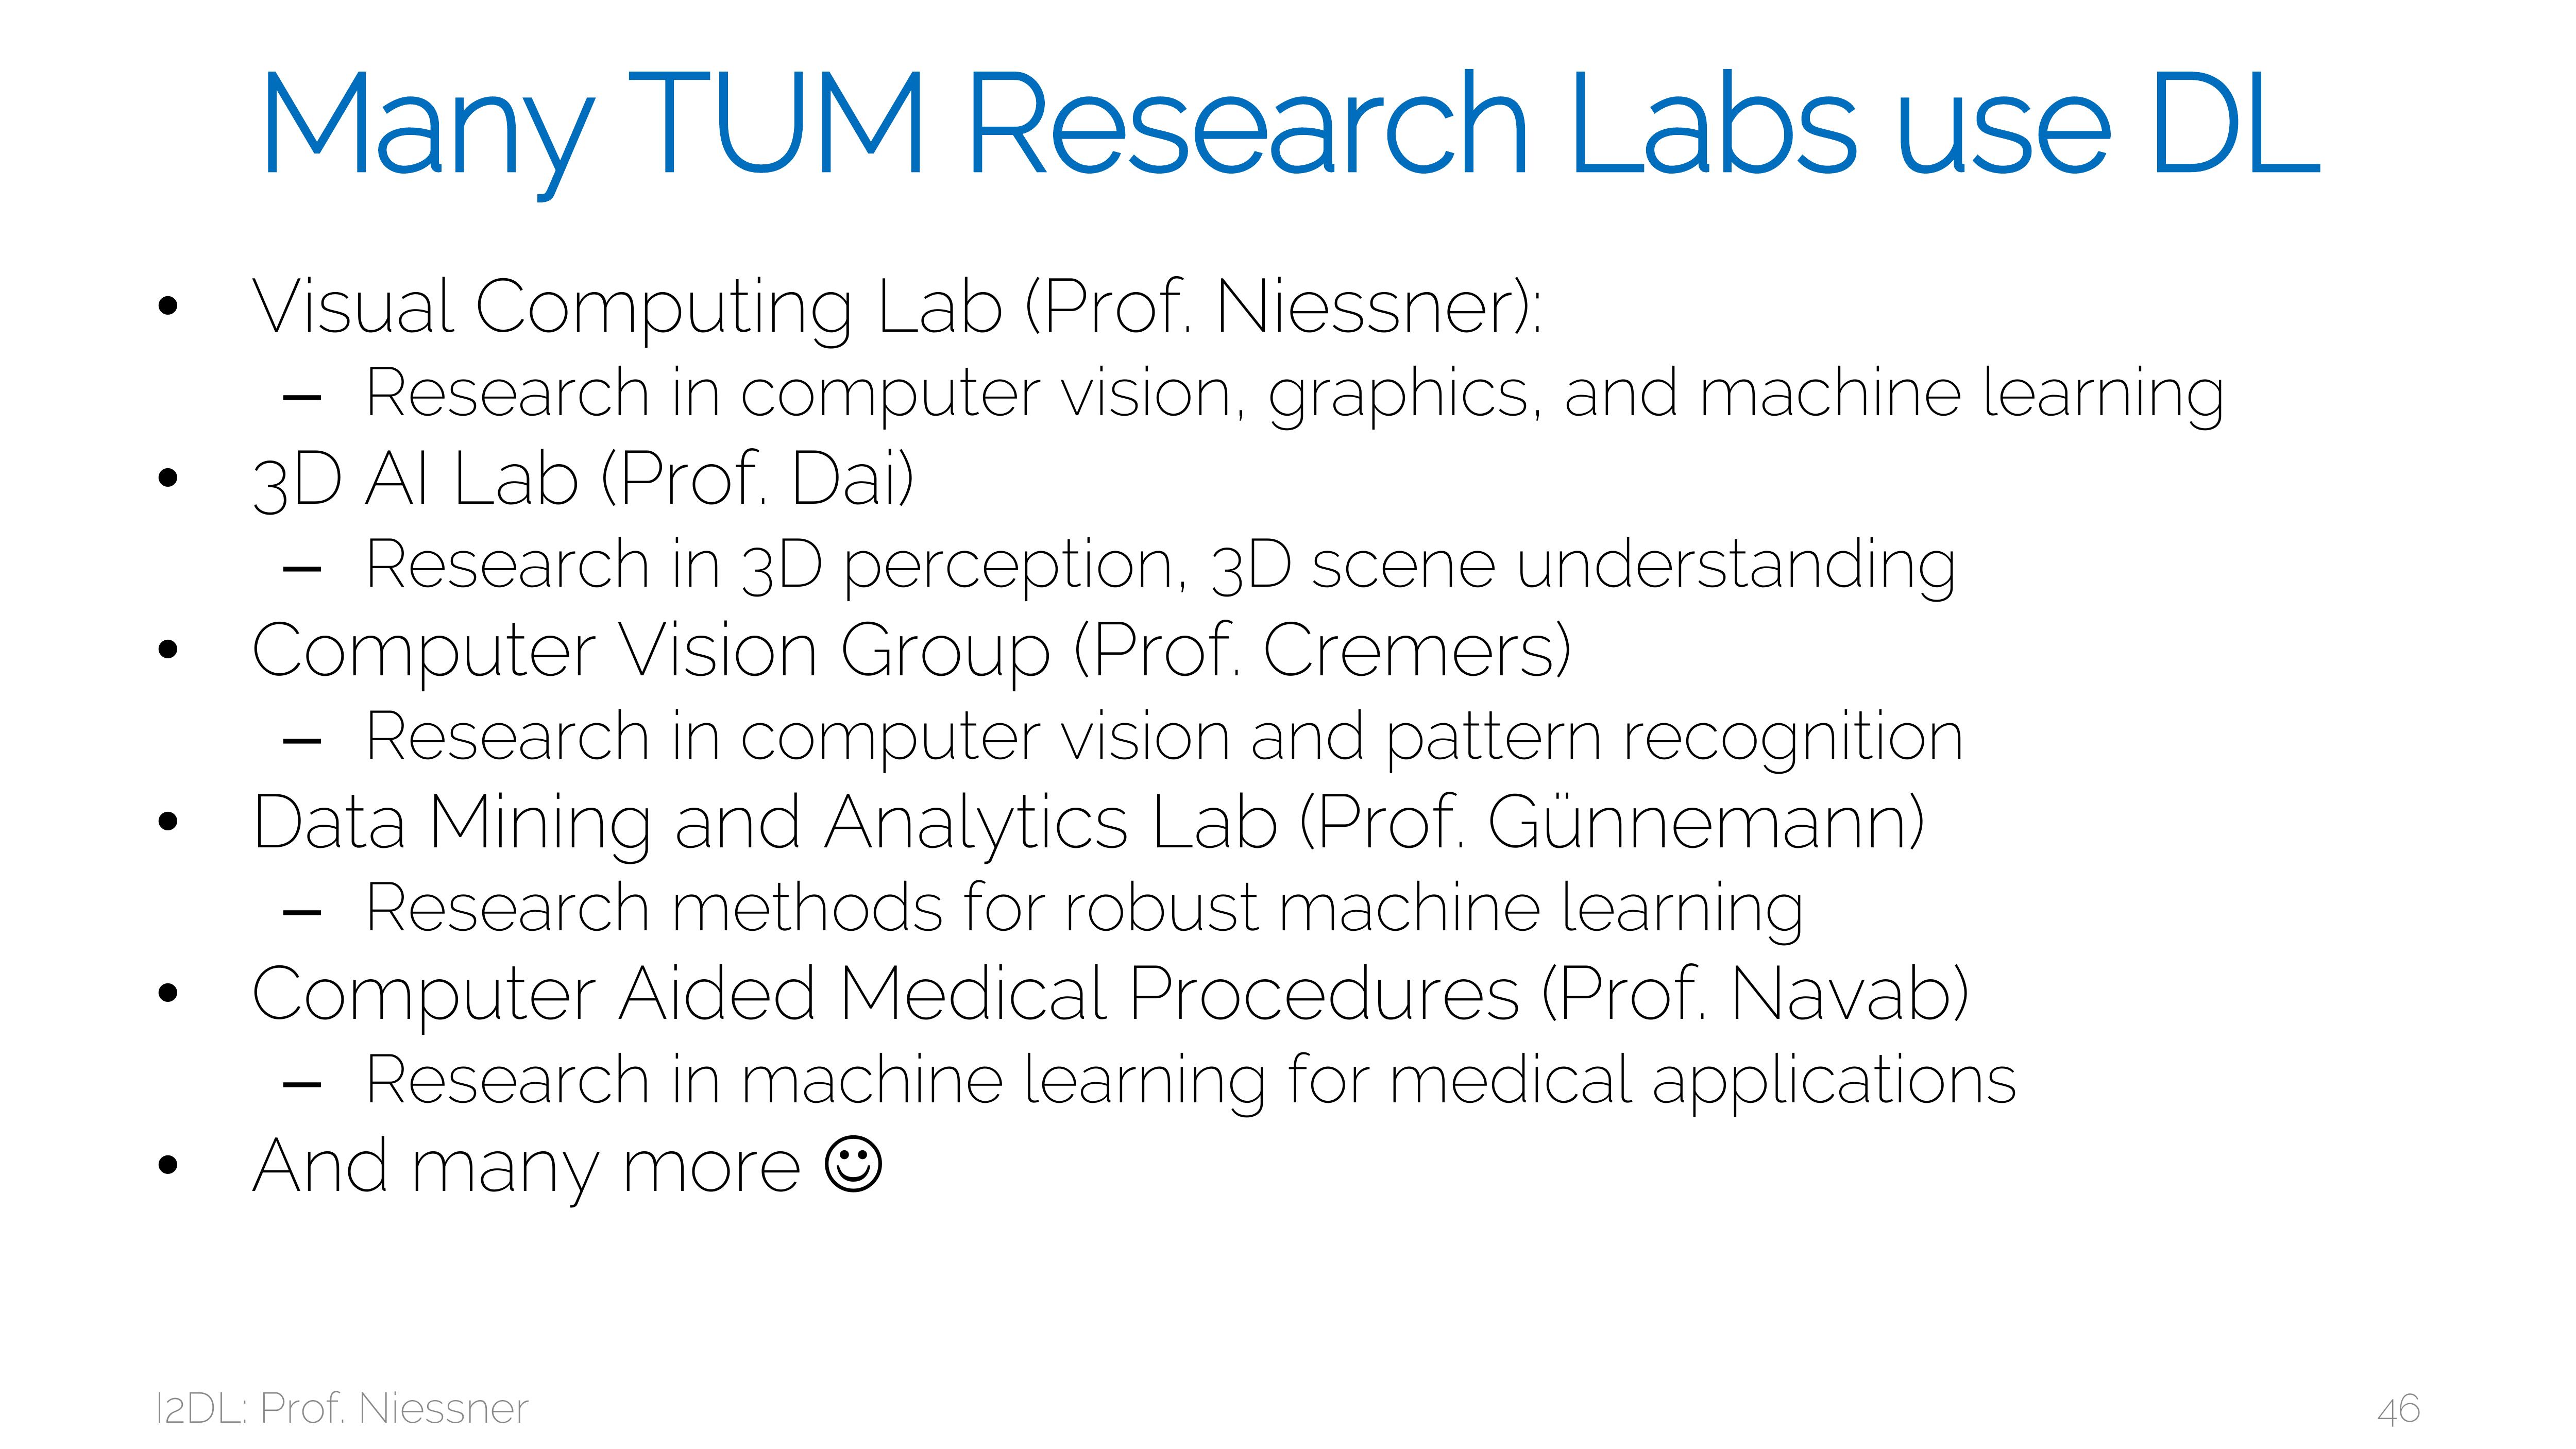 Many TUM Research Labs use DL
• Visual Computing Lab (Prof. Niessner):
– Research in computer vision, graphics, and machine learning
• 3D AI Lab (Prof. Dai)
– Research in 3D perception, 3D scene understanding
• Computer Vision Group (Prof. Cremers)
– Research in computer vision and pattern recognition
• Data Mining and Analytics Lab (Prof. Günnemann)
– Research methods for robust machine learning
• Computer Aided Medical Procedures (Prof. Navab)
– Research in machine learning for medical applications
• And many more ☺
I2DL: Prof. Niessner
46